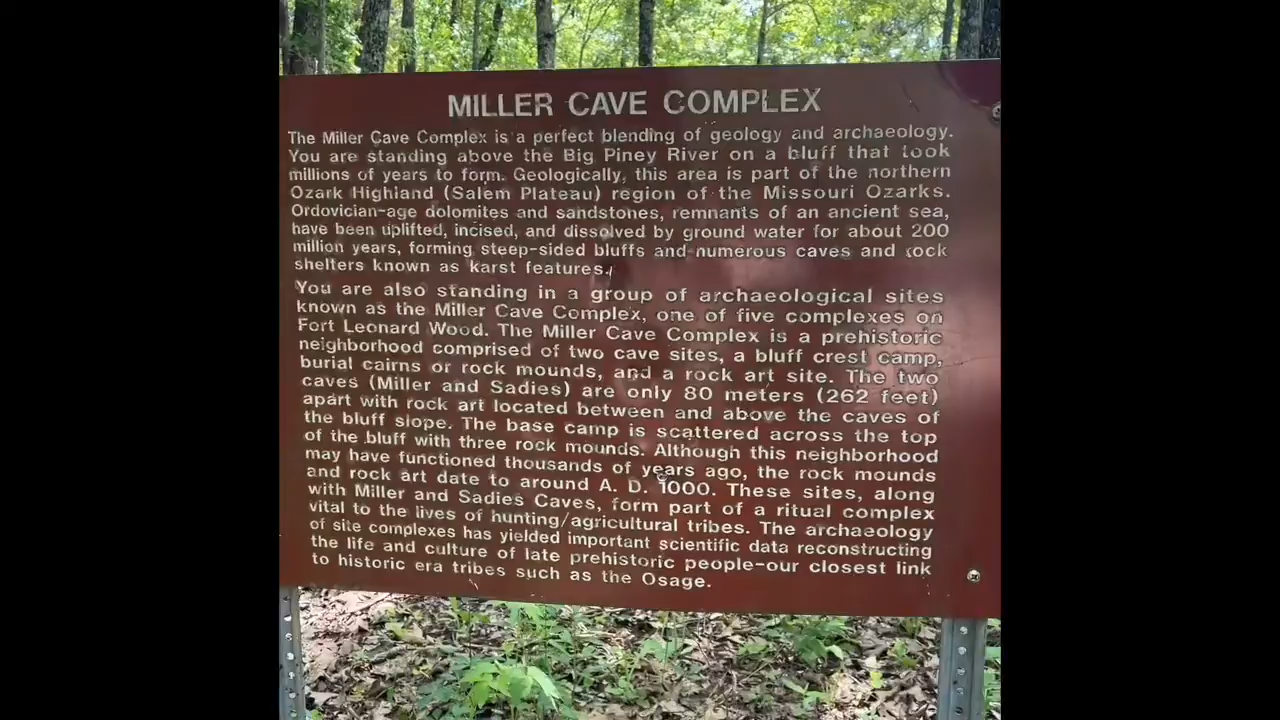 MILLER CAVE COMPLEX
The Miller Cave Complex is a perfect blending of geology and archaeology.
You are standing above the Big Piney River on a bluff that took
millions of years to form. Geologically, this area is part of the northern
Ozark Highland (Salem Plateau) region of the Missouri Ozarks.
Ordovician-age dolomites and sandstones, remnants of an ancient sea,
have been uplifted, incised, and dissolved by ground water for about 200
million years, forming steep-sided bluffs and numerous caves and rock
shelters known as karst features.
You are also standing in a group of archaeological sites
known as the Miller Cave Complex, one of five complexes on
Fort Leonard Wood. The Miller Cave Complex is a prehistoric
neighborhood comprised of two cave sites, a bluff crest camp,
burial cairns or rock mounds, and a rock art site. The two
caves (Miller and Sadies) are only 80 meters (262 feet)
apart with rock art located between and above the caves of
the bluff slope. The base camp is scattered across the top
of the bluff with three rock mounds. Although this neighborhood
may have functioned thousands of years ago, the rock mounds
and rock art date to around A. D. 1000. These sites, along
with Miller and Sadies Caves, form part of a ritual complex
vital to the lives of hunting/agricultural tribes. The archaeology
of site complexes has yielded important scientific data reconstructing
the life and culture of late prehistoric people-our closest link
to historic era tribes such as the Osage.